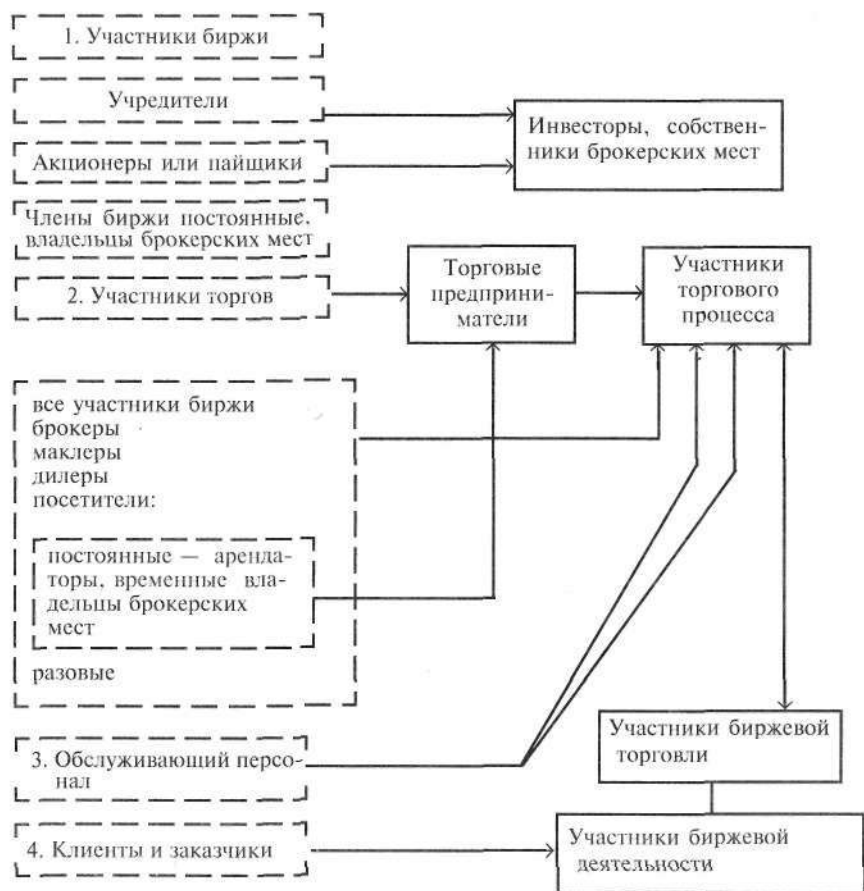 1. Участники биржи
Учредители
Акционеры или пайщики
Члены биржи постоянные,
владельцы брокерских мест
Инвесторы, собствен-
ники брокерских мест
2. Участники торгов
Торговые
предприни-
матели
Участники
торгового
процесса
все участники биржи
брокеры
маклеры
дилеры
посетители:
постоянные — аренда-
торы, временные вла-
дельцы брокерских
мест
разовые
3. Обслуживающий персо-
нал
Участники биржевой
торговли
4. Клиенты и заказчики
Участники биржевой
деятельности